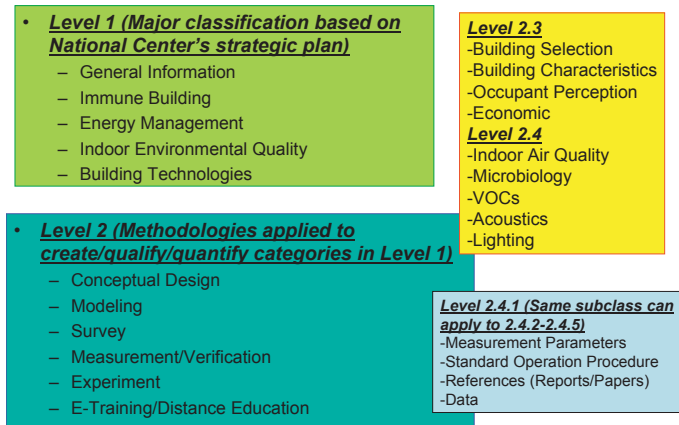 • Level 1 (Major classification based on
National Center's strategic plan)
– General Information
– Immune Building
– Energy Management
– Indoor Environmental Quality
– Building Technologies
• Level 2 (Methodologies applied to
create/qualify/quantify categories in Level 1)
– Conceptual Design
– Modeling
– Survey
– Measurement/Verification
– Experiment
– E-Training/Distance Education
Level 2.3
-Building Selection
-Building Characteristics
-Occupant Perception
-Economic
Level 2.4
-Indoor Air Quality
-Microbiology
-VOCs
-Acoustics
-Lighting
Level 2.4.1 (Same subclass can
apply to 2.4.2-2.4.5)
-Measurement Parameters
-Standard Operation Procedure
-References (Reports/Papers)
-Data